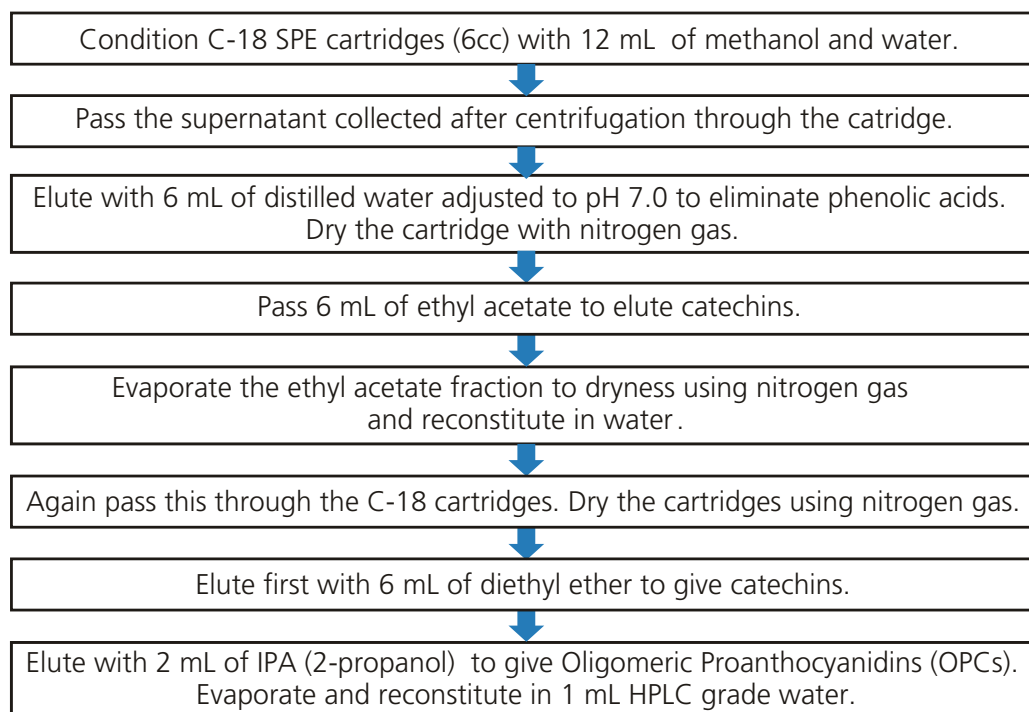 Condition C-18 SPE cartridges (6cc) with 12 mL of methanol and water.
Pass the supernatant collected after centrifugation through the catridge.
Elute with 6 mL of distilled water adjusted to pH 7.0 to eliminate phenolic acids.
Dry the cartridge with nitrogen gas.
Pass 6 mL of ethyl acetate to elute catechins.
Evaporate the ethyl acetate fraction to dryness using nitrogen gas
and reconstitute in water.
Again pass this through the C-18 cartridges. Dry the cartridges using nitrogen gas.
Elute first with 6 mL of diethyl ether to give catechins.
Elute with 2 mL of IPA (2-propanol) to give Oligomeric Proanthocyanidins (OPCs).
Evaporate and reconstitute in 1 mL HPLC grade water.